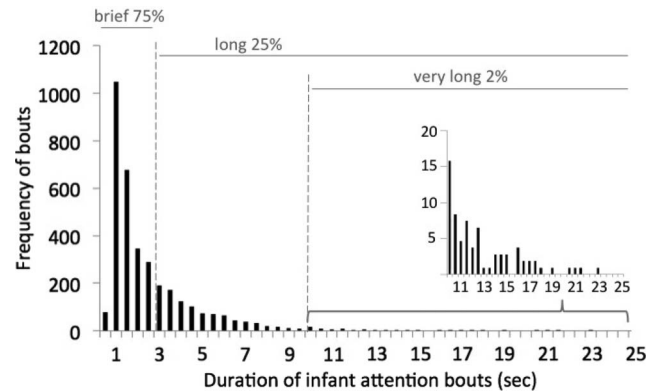 brief 75%
long 25%
very long 2%
Frequency of bouts
1200
1000
800
600
400
200
0
1 3 5 7 9 11 13 15 17 19 21 23 25
Duration of infant attention bouts (sec)
20
15
10
5
11 13 15 17 19 21 23 25